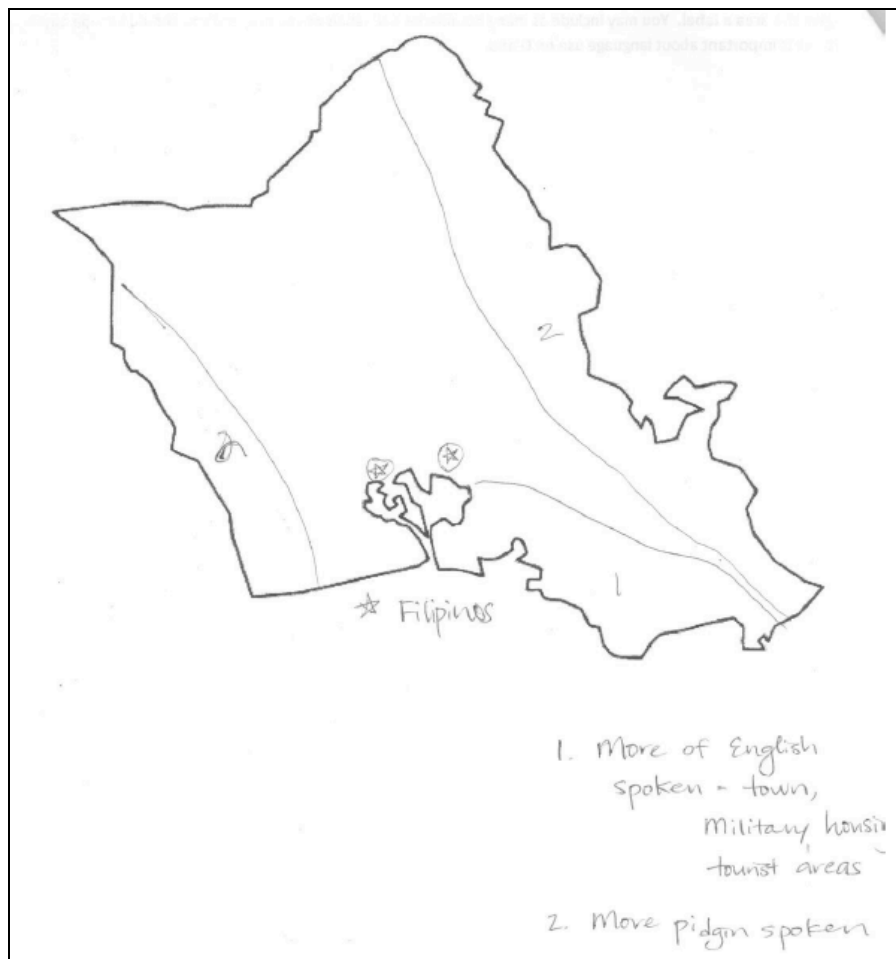 2
2
1
☆ Filipinos
1. More of English
spoken - town,
Military housin
tourist areas
2. More pidgin spoken